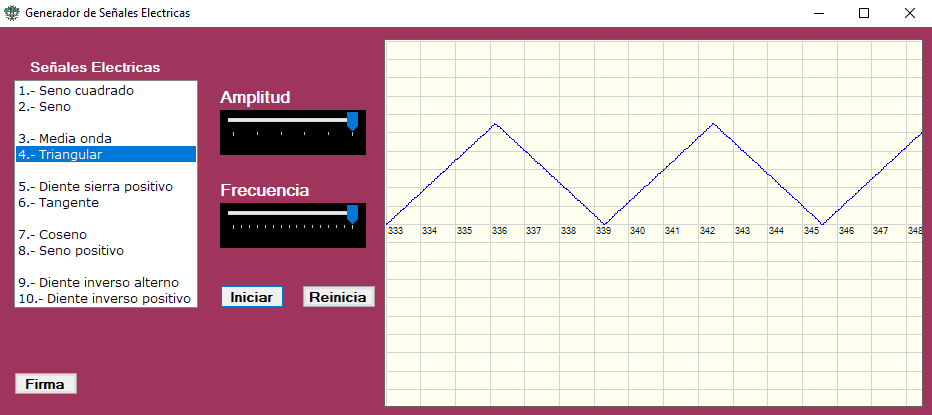 Generador de Señales Electricas
Señales Electricas
1.- Seno cuadrado
2.- Seno
3.- Media onda
4.- Triangular
5.- Diente sierra positivo
6.- Tangente
7.- Coseno
8.- Seno positivo
9.- Diente inverso alterno
10.- Diente inverso positivo
Amplitud
Frecuencia
Iniciar
Reinicia
Firma
333 334 335 336 337 338 339 340 341 342 343 344 345 346 347 348